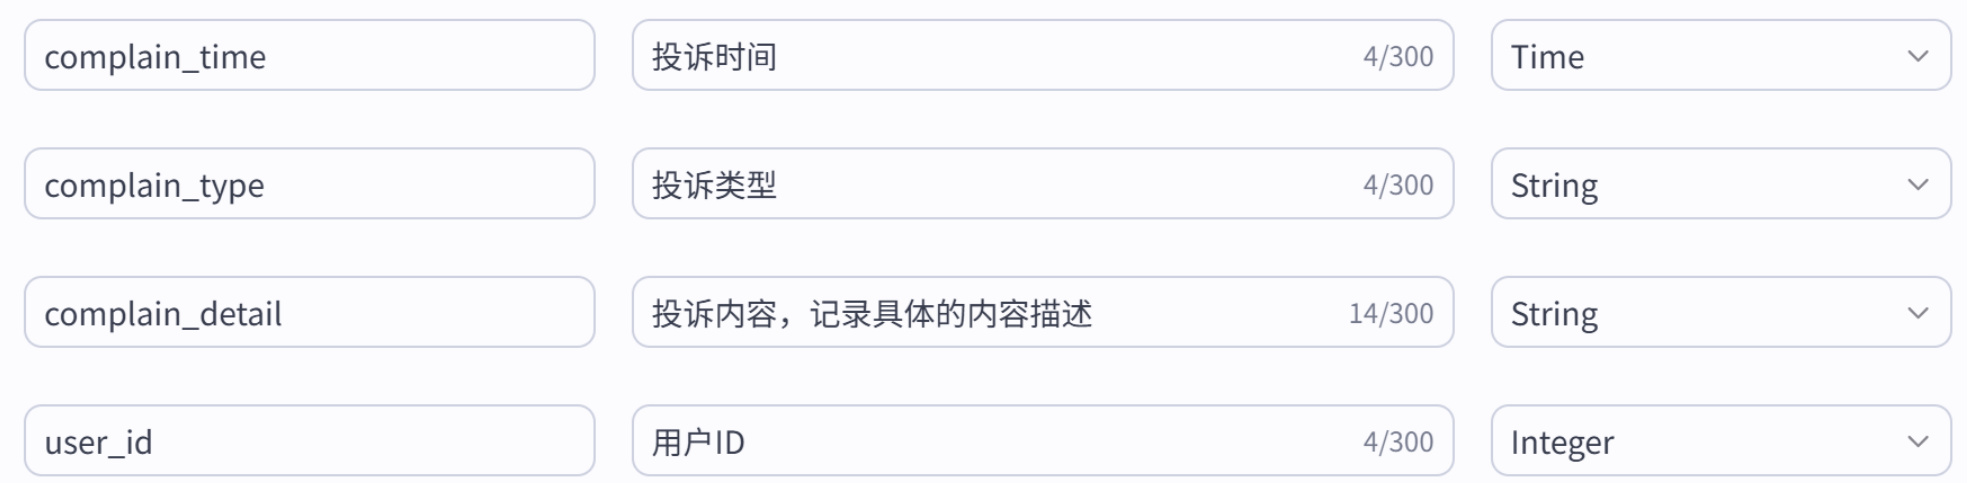 complain_time 投诉时间 4/300 Time
complain_type 投诉类型 4/300 String
complain_detail 投诉内容，记录具体的内容描述 14/300 String
user_id 用户ID 4/300 Integer